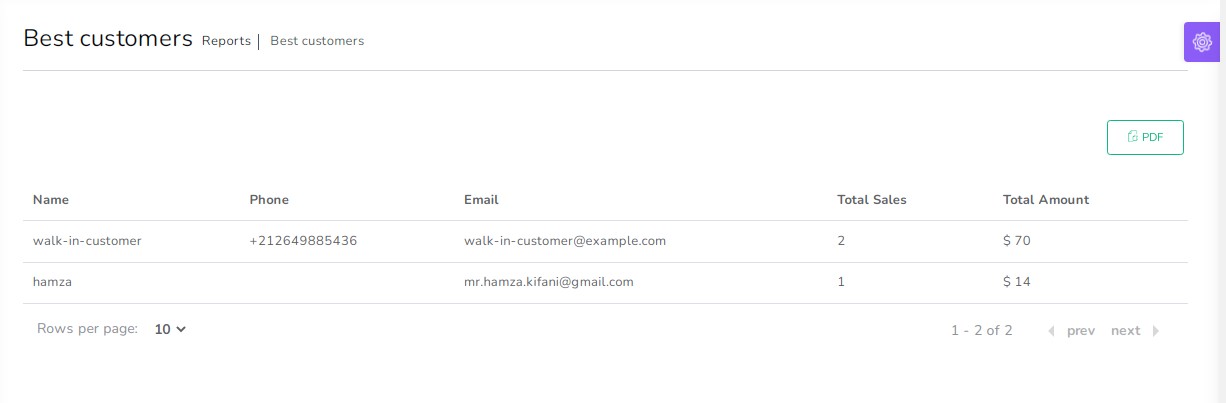 Best customers Reports | Best customers
PDF
Name Phone Email Total Sales Total Amount
walk-in-customer +212649885436 walk-in-customer@example.com 2 $ 70
hamza mr.hamza.kifani@gmail.com 1 $ 14
Rows per page: 10 1 - 2 of 2 prev next